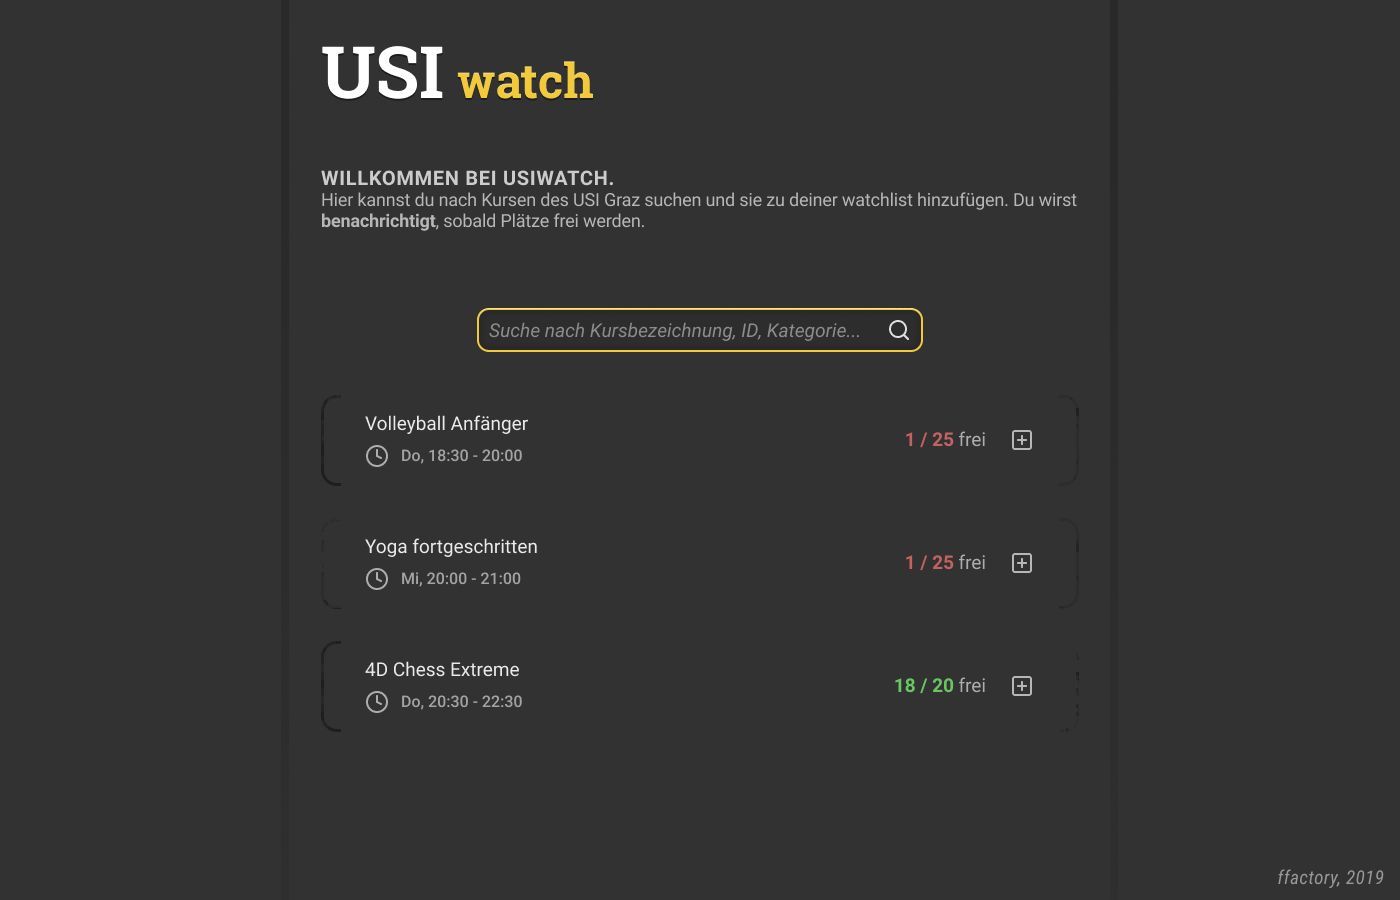 USI watch
WILLKOMMEN BEI USIWATCH.
Hier kannst du nach Kursen des USI Graz suchen und sie zu deiner watchlist hinzufügen. Du wirst
benachrichtigt, sobald Plätze frei werden.
Suche nach Kursbezeichnung, ID, Kategorie...
Volleyball Anfänger
Do, 18:30 - 20:00
1 / 25 frei
Yoga fortgeschritten
Mi, 20:00 - 21:00
1 / 25 frei
4D Chess Extreme
Do, 20:30 - 22:30
18 / 20 frei
ffactory, 2019